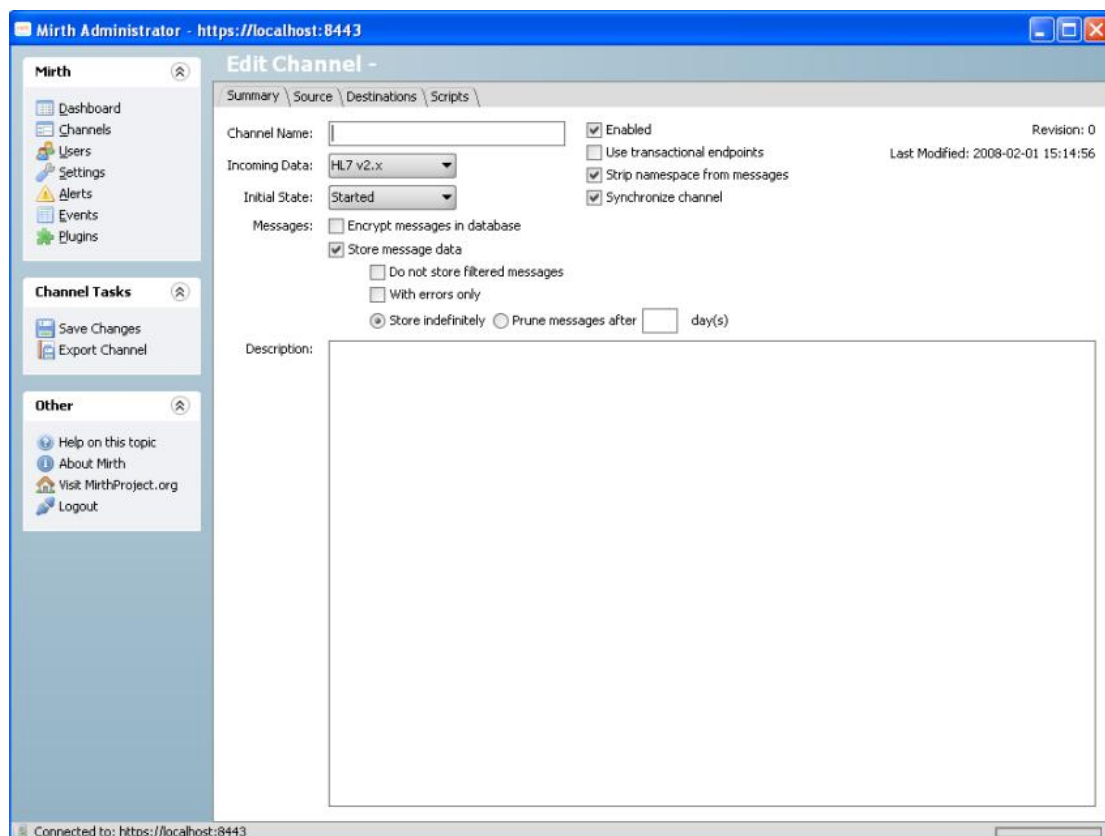 Mirth Administrator - https://localhost:8443
Mirth
Dashboard
Channels
Users
Settings
Alerts
Events
Plugins
Channel Tasks
Save Changes
Export Channel
Other
Help on this topic
About Mirth
Visit MirthProject.org
Logout
Edit Channel -
Summary Source Destinations Scripts
Channel Name:
Incoming Data: HL7 v2.x
Initial State: Started
Enabled
Use transactional endpoints
Strip namespace from messages
Synchronize channel
Revision: 0
Last Modified: 2008-02-01 15:14:56
Messages: Encrypt messages in database
Store message data
Do not store filtered messages
With errors only
Store indefinitely Prune messages after day(s)
Description:
Connected to: https://localhost:8443